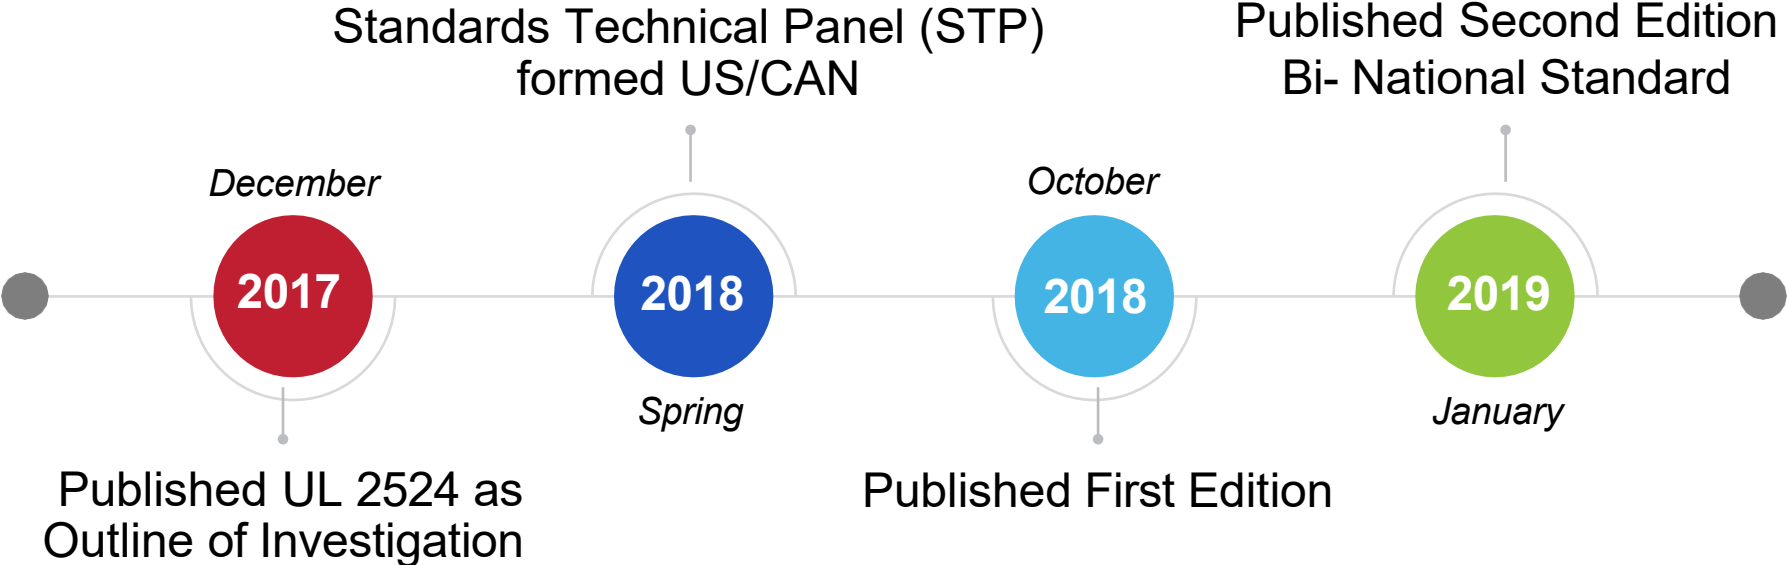 Standards Technical Panel (STP)
formed US/CAN
Published Second Edition
Bi- National Standard
December
October
2017
2018
2018
2019
Spring
January
Published UL 2524 as
Outline of Investigation
Published First Edition